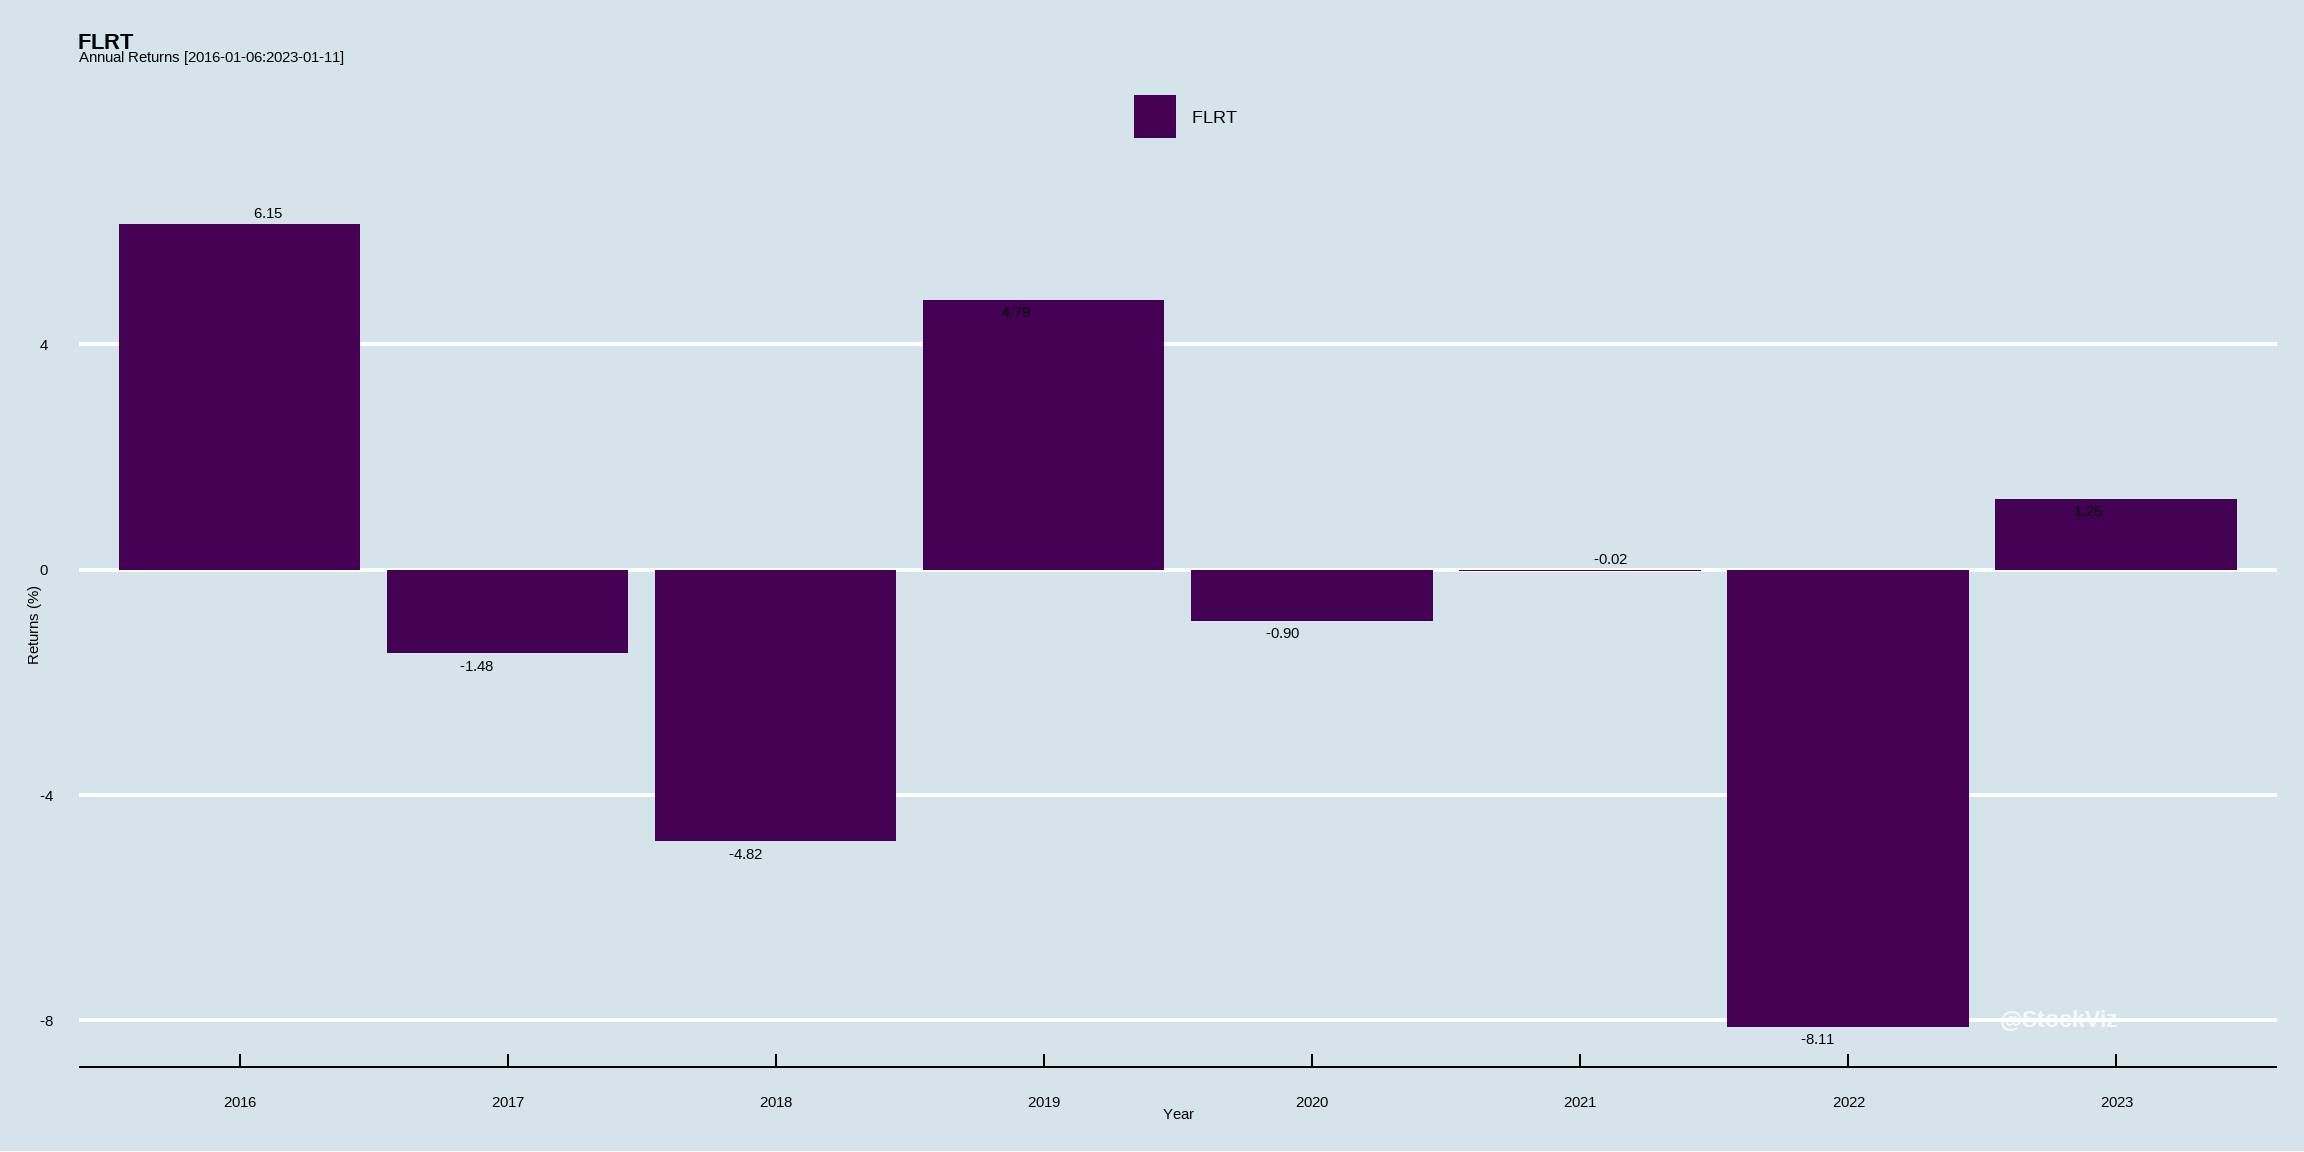 FLRT
Annual Returns [2016-01-06:2023-01-11]
FLRT
6.15
4.79
4
1.25
-0.02
0
Returns (%)
-0.90
-1.48
-4
-4.82
-8
@StockViz
-8.11
2016 2017 2018 2019 2020 2021 2022 2023
Year